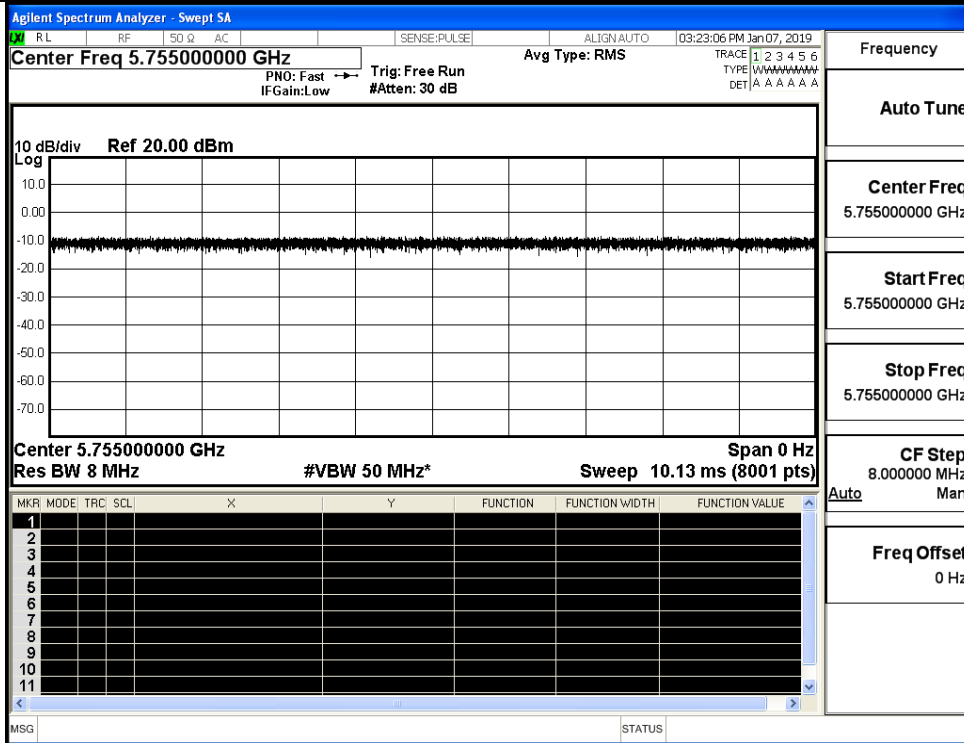 Agilent Spectrum Analyzer - Swept SA
LXI RL RF 50 Ω AC SENSE:PULSE ALIGN AUTO 03:23:06 PM Jan 07, 2019
Center Freq 5.755000000 GHz
PNO: Fast
IFGain:Low
Trig: Free Run
#Atten: 30 dB
Avg Type: RMS
TRACE 1 2 3 4 5 6
TYPE WWWWWW
DET A A A A A A
10 dB/div Ref 20.00 dBm
Log
10.0
0.00
-10.0
-20.0
-30.0
-40.0
-50.0
-60.0
-70.0
Center 5.755000000 GHz Span 0 Hz
Res BW 8 MHz #VBW 50 MHz* Sweep 10.13 ms (8001 pts)
MKR MODE TRC SCL X Y FUNCTION FUNCTION WIDTH FUNCTION VALUE
1
2
3
4
5
6
7
8
9
10
11
MSG STATUS
Frequency
Auto Tune
Center Freq
5.755000000 GHz
Start Freq
5.755000000 GHz
Stop Freq
5.755000000 GHz
CF Step
8.000000 MHz
Auto Man
Freq Offset
0 Hz